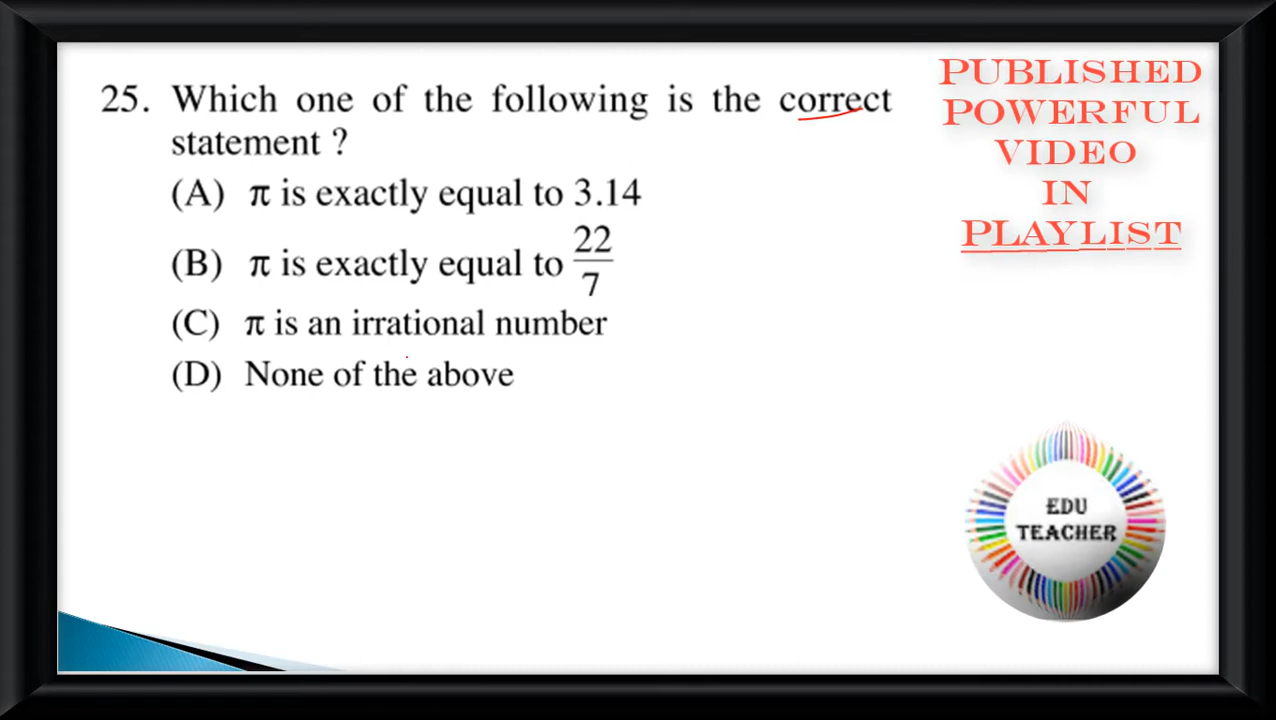 25. Which one of the following is the correct
statement ?
(A) π is exactly equal to 3.14
(B) π is exactly equal to 22/7
(C) π is an irrational number
(D) None of the above
PUBLISHED
POWERFUL
VIDEO
IN
PLAYLIST
EDU
TEACHER